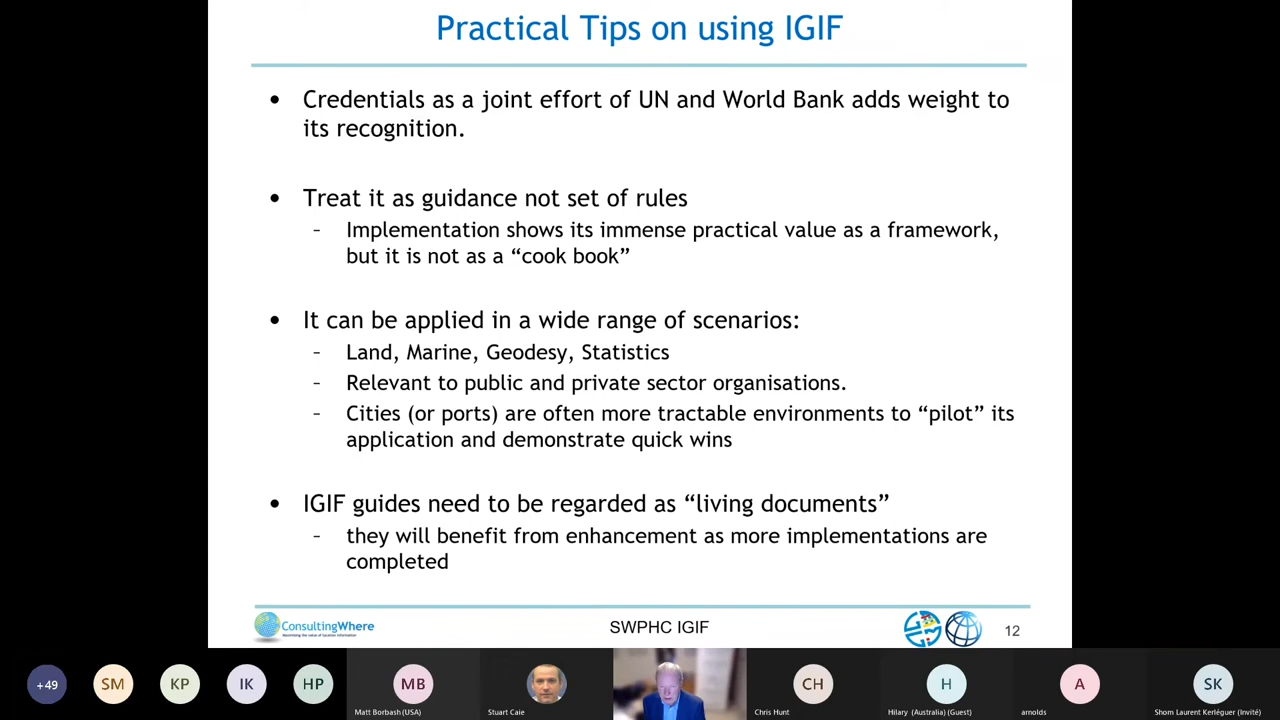 Practical Tips on using IGIF
• Credentials as a joint effort of UN and World Bank adds weight to
its recognition.
• Treat it as guidance not set of rules
– Implementation shows its immense practical value as a framework,
but it is not as a “cook book”
• It can be applied in a wide range of scenarios:
– Land, Marine, Geodesy, Statistics
– Relevant to public and private sector organisations.
– Cities (or ports) are often more tractable environments to “pilot” its
application and demonstrate quick wins
• IGIF guides need to be regarded as “living documents”
– they will benefit from enhancement as more implementations are
completed
ConsultingWhere
Maximising the value of location information
SWPHC IGIF
12
+49
SM
KP
IK
HP
MB
CH
H
A
SK
Matt Borbash (USA)
Stuart Caie
Chris Hunt
Hilary (Australia) (Guest)
arnolds
Shom Laurent Kerléguer (Invité)